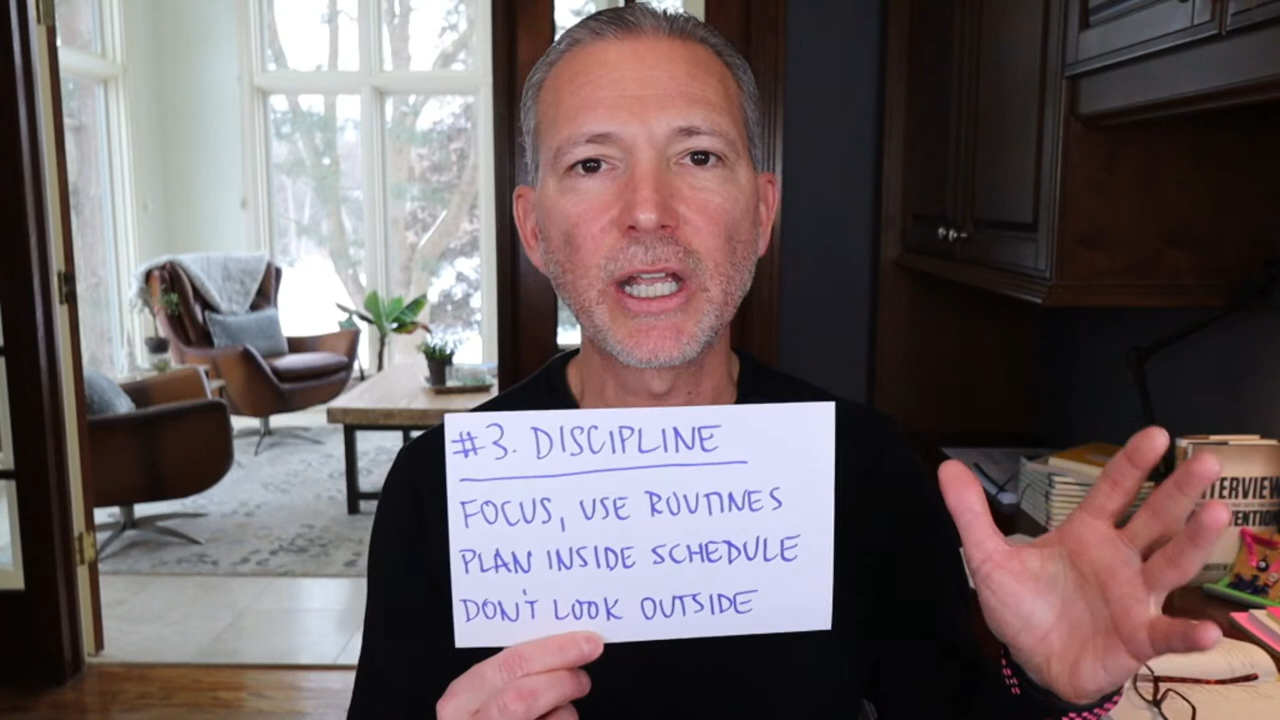 #3. DISCIPLINE
FOCUS, USE ROUTINES
PLAN INSIDE SCHEDULE
DON'T LOOK OUTSIDE